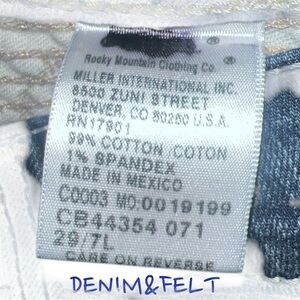 ® ®
Rocky Mountain Clothing Co.
MILLER INTERNATIONAL INC.
8500 ZUNI STREET
DENVER, CO 80260 U.S.A.
RN17901
99% COTTON /COTON
1% SPANDEX
MADE IN MEXICO
C0003 MO:0019199
CB44354 071
29/7L
CARE ON REVERSE
DENIM&FELT